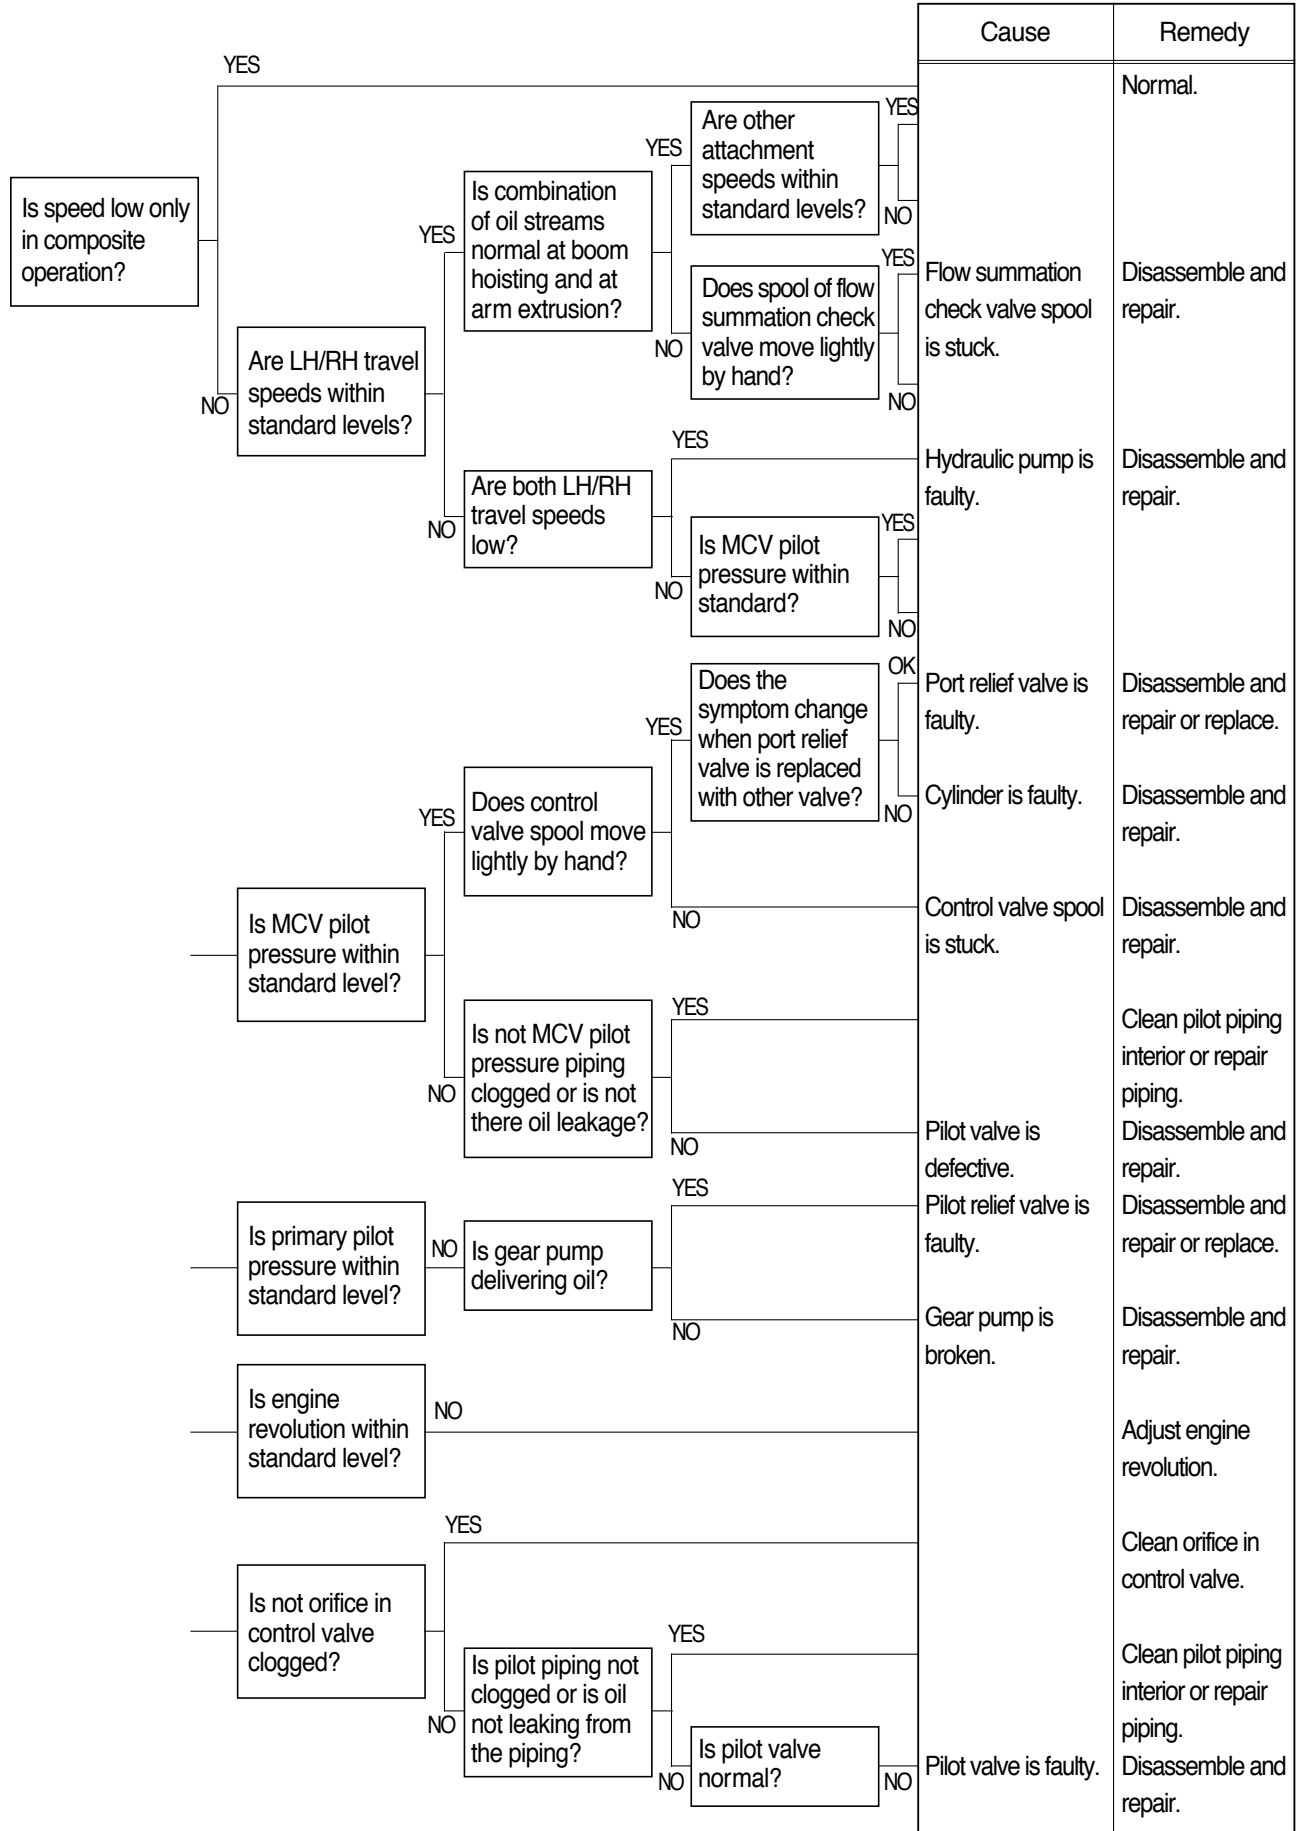 Cause
Remedy
YES
Normal.
Is speed low only
in composite
operation?
NO
Are LH/RH travel
speeds within
standard levels?
YES
Is combination
of oil streams
normal at boom
hoisting and at
arm extrusion?
YES
Are other
attachment
speeds within
standard levels?
YES
NO
NO
Does spool of flow
summation check
valve move lightly
by hand?
YES
NO
Flow summation
check valve spool
is stuck.
Disassemble and
repair.
NO
Are both LH/RH
travel speeds
low?
YES
Hydraulic pump is
faulty.
Disassemble and
repair.
NO
Is MCV pilot
pressure within
standard?
YES
NO
Is MCV pilot
pressure within
standard level?
YES
Does control
valve spool move
lightly by hand?
YES
Does the
symptom change
when port relief
valve is replaced
with other valve?
OK
Port relief valve is
faulty.
Disassemble and
repair or replace.
NO
Cylinder is faulty.
Disassemble and
repair.
NO
Control valve spool
is stuck.
Disassemble and
repair.
NO
Is not MCV pilot
pressure piping
clogged or is not
there oil leakage?
YES
Clean pilot piping
interior or repair
piping.
NO
Pilot valve is
defective.
Disassemble and
repair.
Is primary pilot
pressure within
standard level?
NO
Is gear pump
delivering oil?
YES
Pilot relief valve is
faulty.
Disassemble and
repair or replace.
NO
Gear pump is
broken.
Disassemble and
repair.
Is engine
revolution within
standard level?
NO
Adjust engine
revolution.
Is not orifice in
control valve
clogged?
YES
Clean orifice in
control valve.
NO
Is pilot piping not
clogged or is oil
not leaking from
the piping?
YES
Clean pilot piping
interior or repair
piping.
NO
Is pilot valve
normal?
NO
Pilot valve is faulty.
Disassemble and
repair.